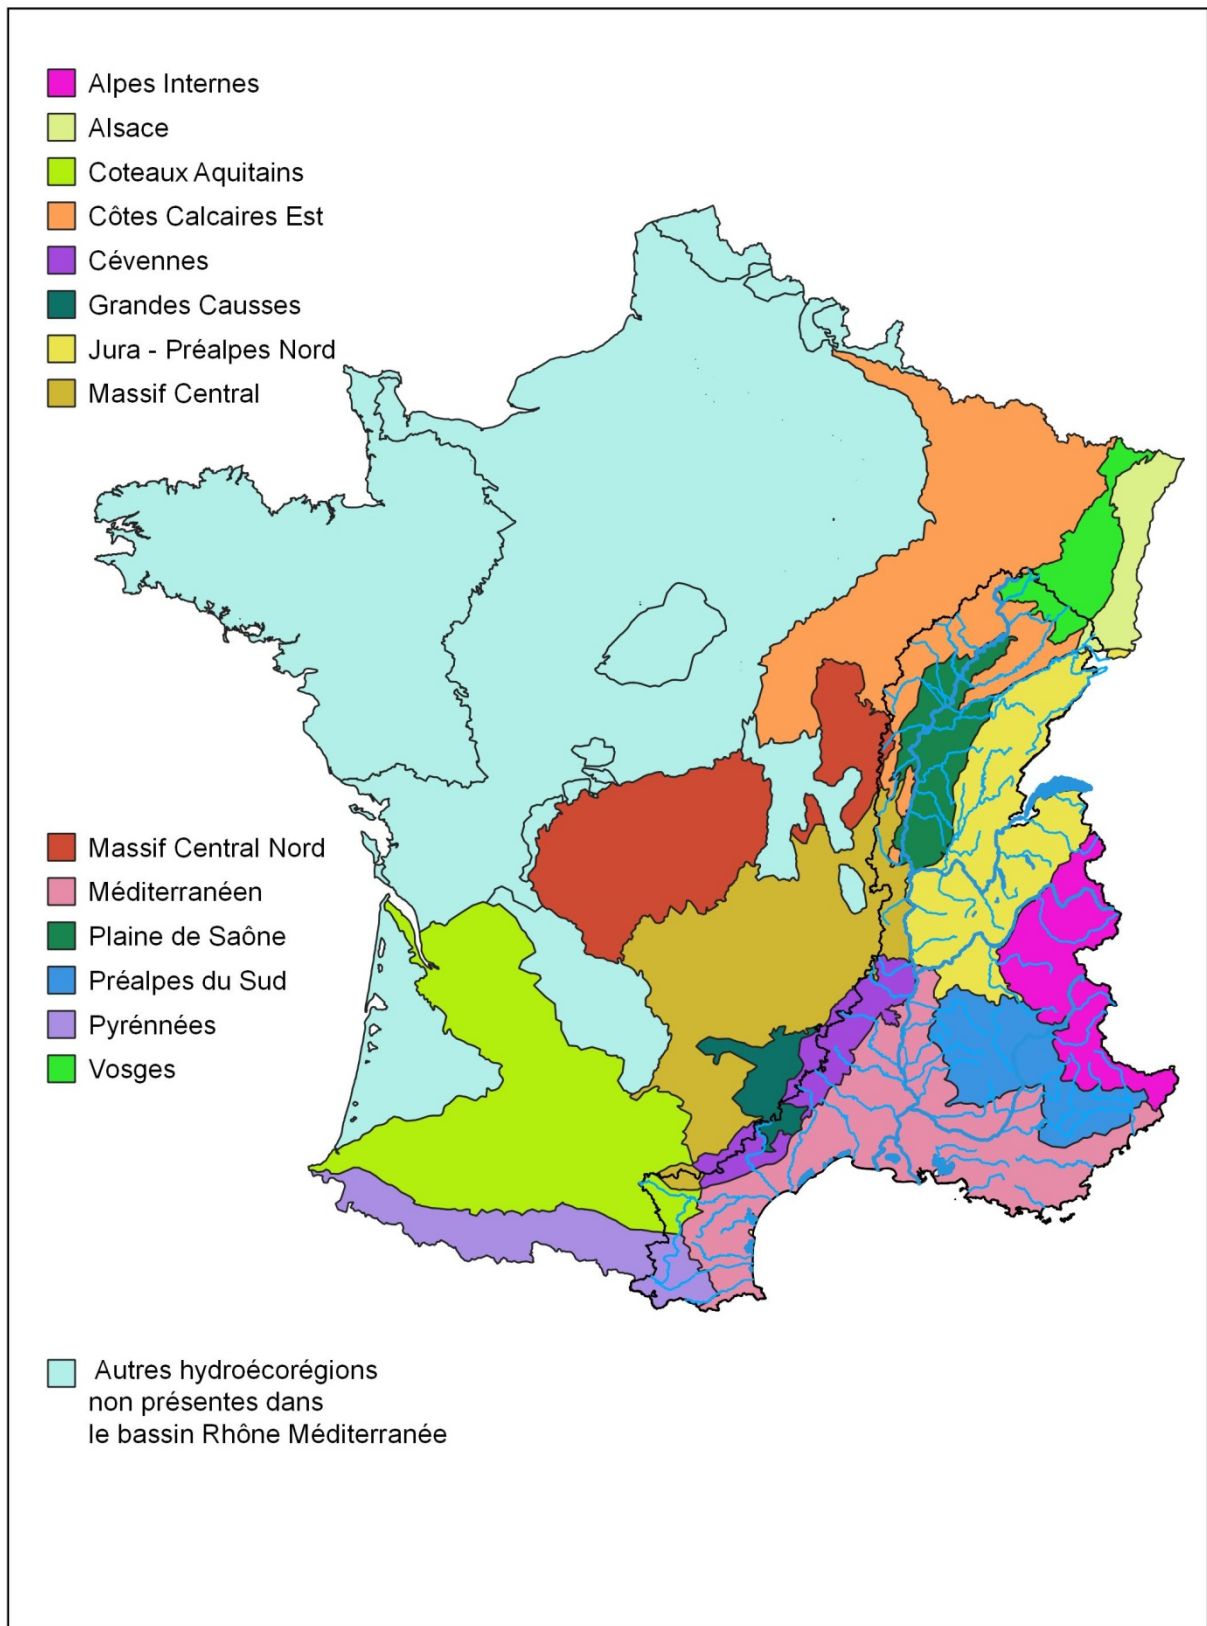 Alpes Internes
Alsace
Coteaux Aquitains
Côtes Calcaires Est
Cévennes
Grandes Causses
Jura - Préalpes Nord
Massif Central
Massif Central Nord
Méditerranéen
Plaine de Saône
Préalpes du Sud
Pyrénnées
Vosges
Autres hydroécorégions
non présentes dans
le bassin Rhône Méditerranée